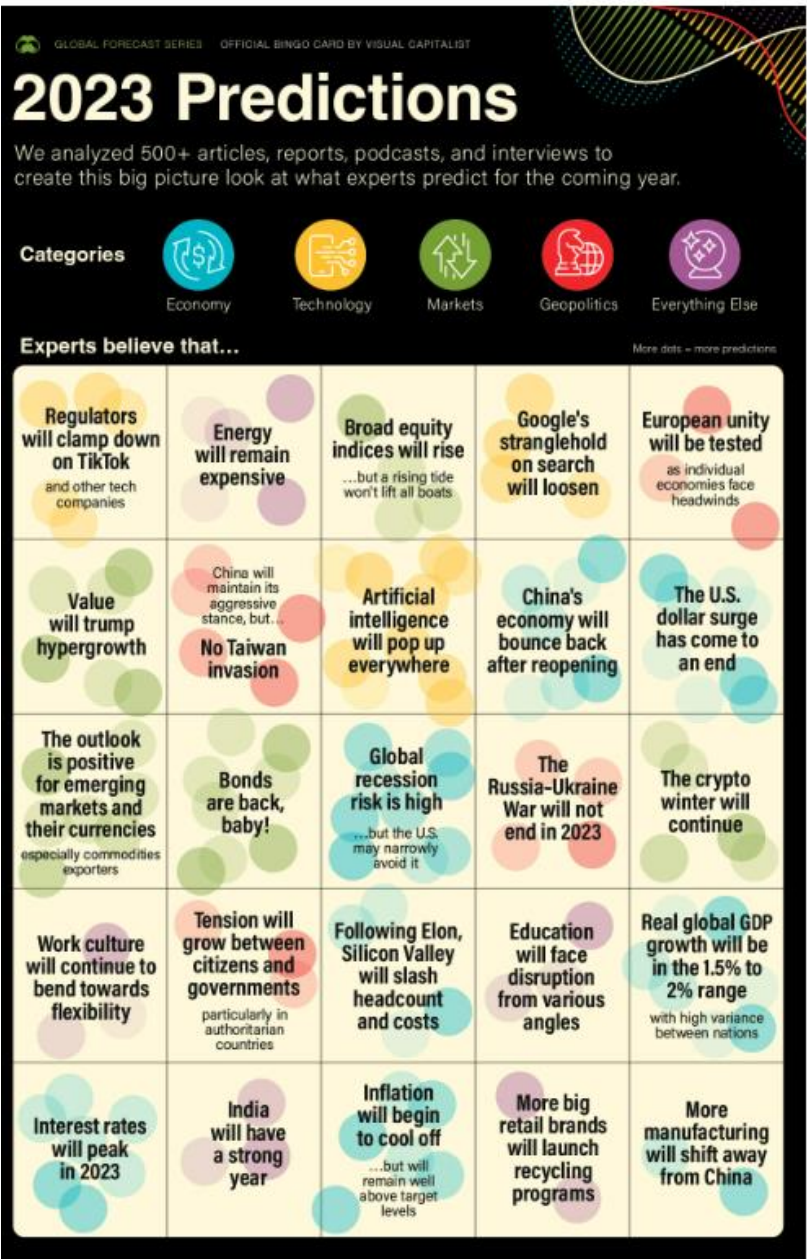 GLOBAL FORECAST SERIES OFFICIAL BINGO CARD BY VISUAL CAPITALIST
2023 Predictions
We analyzed 500+ articles, reports, podcasts, and interviews to
create this big picture look at what experts predict for the coming year.
Categories
Economy
Technology
Markets
Geopolitics
Everything Else
Experts believe that...
More dots = more predictions
Regulators
will clamp down
on TikTok
and other tech
companies
Energy
will remain
expensive
Broad equity
indices will rise
...but a rising tide
won't lift all boats
Google's
stranglehold
on search
will loosen
European unity
will be tested
as individual
economies face
headwinds
Value
will trump
hypergrowth
China will
maintain its
aggressive
stance, but...
No Taiwan
invasion
Artificial
intelligence
will pop up
everywhere
China's
economy will
bounce back
after reopening
The U.S.
dollar surge
has come to
an end
The outlook
is positive
for emerging
markets and
their currencies
especially commodities
exporters
Bonds
are back,
baby!
Global
recession
risk is high
...but the U.S.
may narrowly
avoid it
The
Russia-Ukraine
War will not
end in 2023
The crypto
winter will
continue
Work culture
will continue to
bend towards
flexibility
Tension will
grow between
citizens and
governments
particularly in
authoritarian
countries
Following Elon,
Silicon Valley
will slash
headcount
and costs
Education
will face
disruption
from various
angles
Real global GDP
growth will be
in the 1.5% to
2% range
with high variance
between nations
Interest rates
will peak
in 2023
India
will have
a strong
year
Inflation
will begin
to cool off
...but will
remain well
above target
levels
More big
retail brands
will launch
recycling
programs
More
manufacturing
will shift away
from China